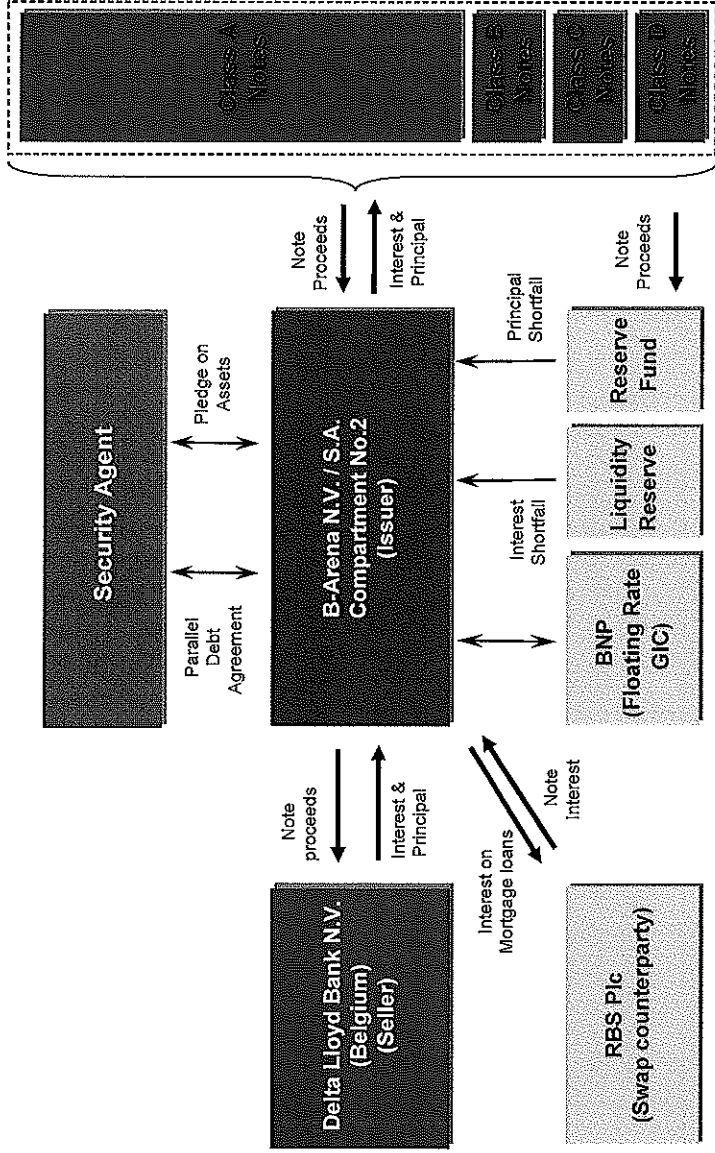 Security Agent
Parallel
Debt
Agreement
Pledge on
Assets
Delta Lloyd Bank N.V.
(Belgium)
(Seller)
Note
proceeds
Interest &
Principal
B-Arena N.V. / S.A.
Compartment No.2
(Issuer)
Note
Proceeds
Interest &
Principal
Class A
Notes
Class B
Notes
Class C
Notes
Class D
Notes
Interest on
Mortgage loans
Note
Interest
Interest
Shortfall
Principal
Shortfall
Note
Proceeds
RBS Plc
(Swap counterparty)
BNP
(Floating Rate
GIC)
Liquidity
Reserve
Reserve
Fund